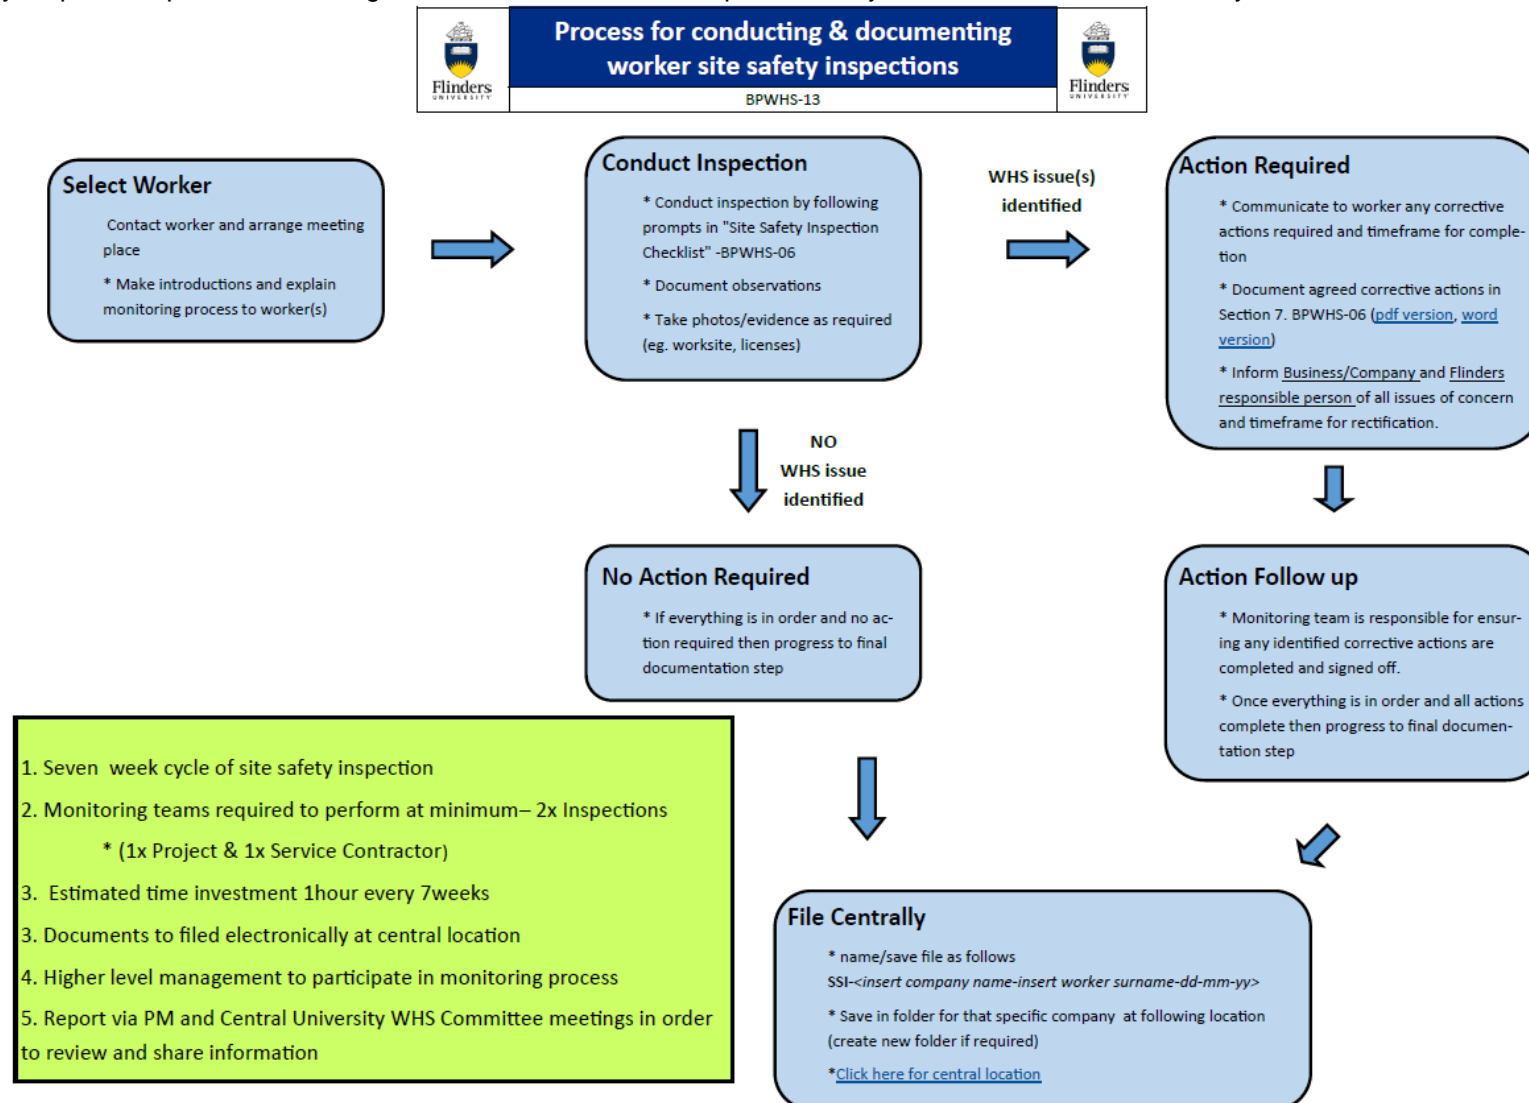 Process for conducting & documenting
worker site safety inspections
BPWHS-13
Flinders
UNIVERSITY
Flinders
UNIVERSITY
Select Worker
Contact worker and arrange meeting
place
* Make introductions and explain
monitoring process to worker(s)
Conduct Inspection
* Conduct inspection by following
prompts in "Site Safety Inspection
Checklist" -BPWHS-06
* Document observations
* Take photos/evidence as required
(eg. worksite, licenses)
WHS issue(s)
identified
Action Required
* Communicate to worker any corrective
actions required and timeframe for comple-
tion
* Document agreed corrective actions in
Section 7. BPWHS-06 (pdf version, word
version)
* Inform Business/Company and Flinders
responsible person of all issues of concern
and timeframe for rectification.
NO
WHS issue
identified
No Action Required
* If everything is in order and no ac-
tion required then progress to final
documentation step
Action Follow up
* Monitoring team is responsible for ensur-
ing any identified corrective actions are
completed and signed off.
* Once everything is in order and all actions
complete then progress to final documen-
tation step
1. Seven week cycle of site safety inspection
2. Monitoring teams required to perform at minimum– 2x Inspections
* (1x Project & 1x Service Contractor)
3. Estimated time investment 1hour every 7weeks
3. Documents to filed electronically at central location
4. Higher level management to participate in monitoring process
5. Report via PM and Central University WHS Committee meetings in order
to review and share information
File Centrally
* name/save file as follows
SSI-<insert company name-insert worker surname-dd-mm-yy>
* Save in folder for that specific company at following location
(create new folder if required)
*Click here for central location